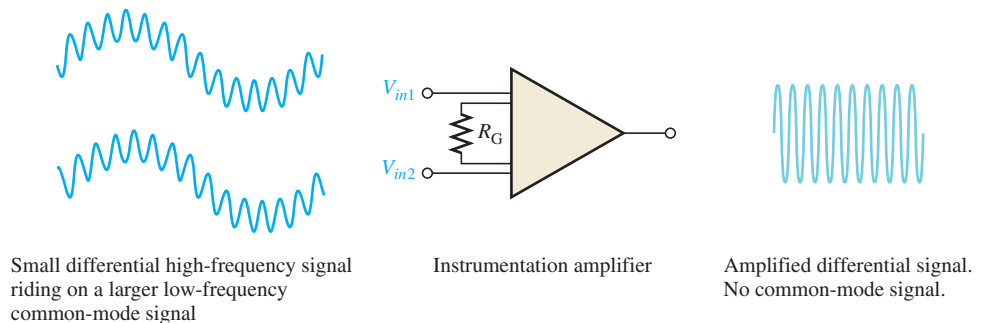 V_in1
R_G
V_in2
Small differential high-frequency signal
riding on a larger low-frequency
common-mode signal
Instrumentation amplifier
Amplified differential signal.
No common-mode signal.